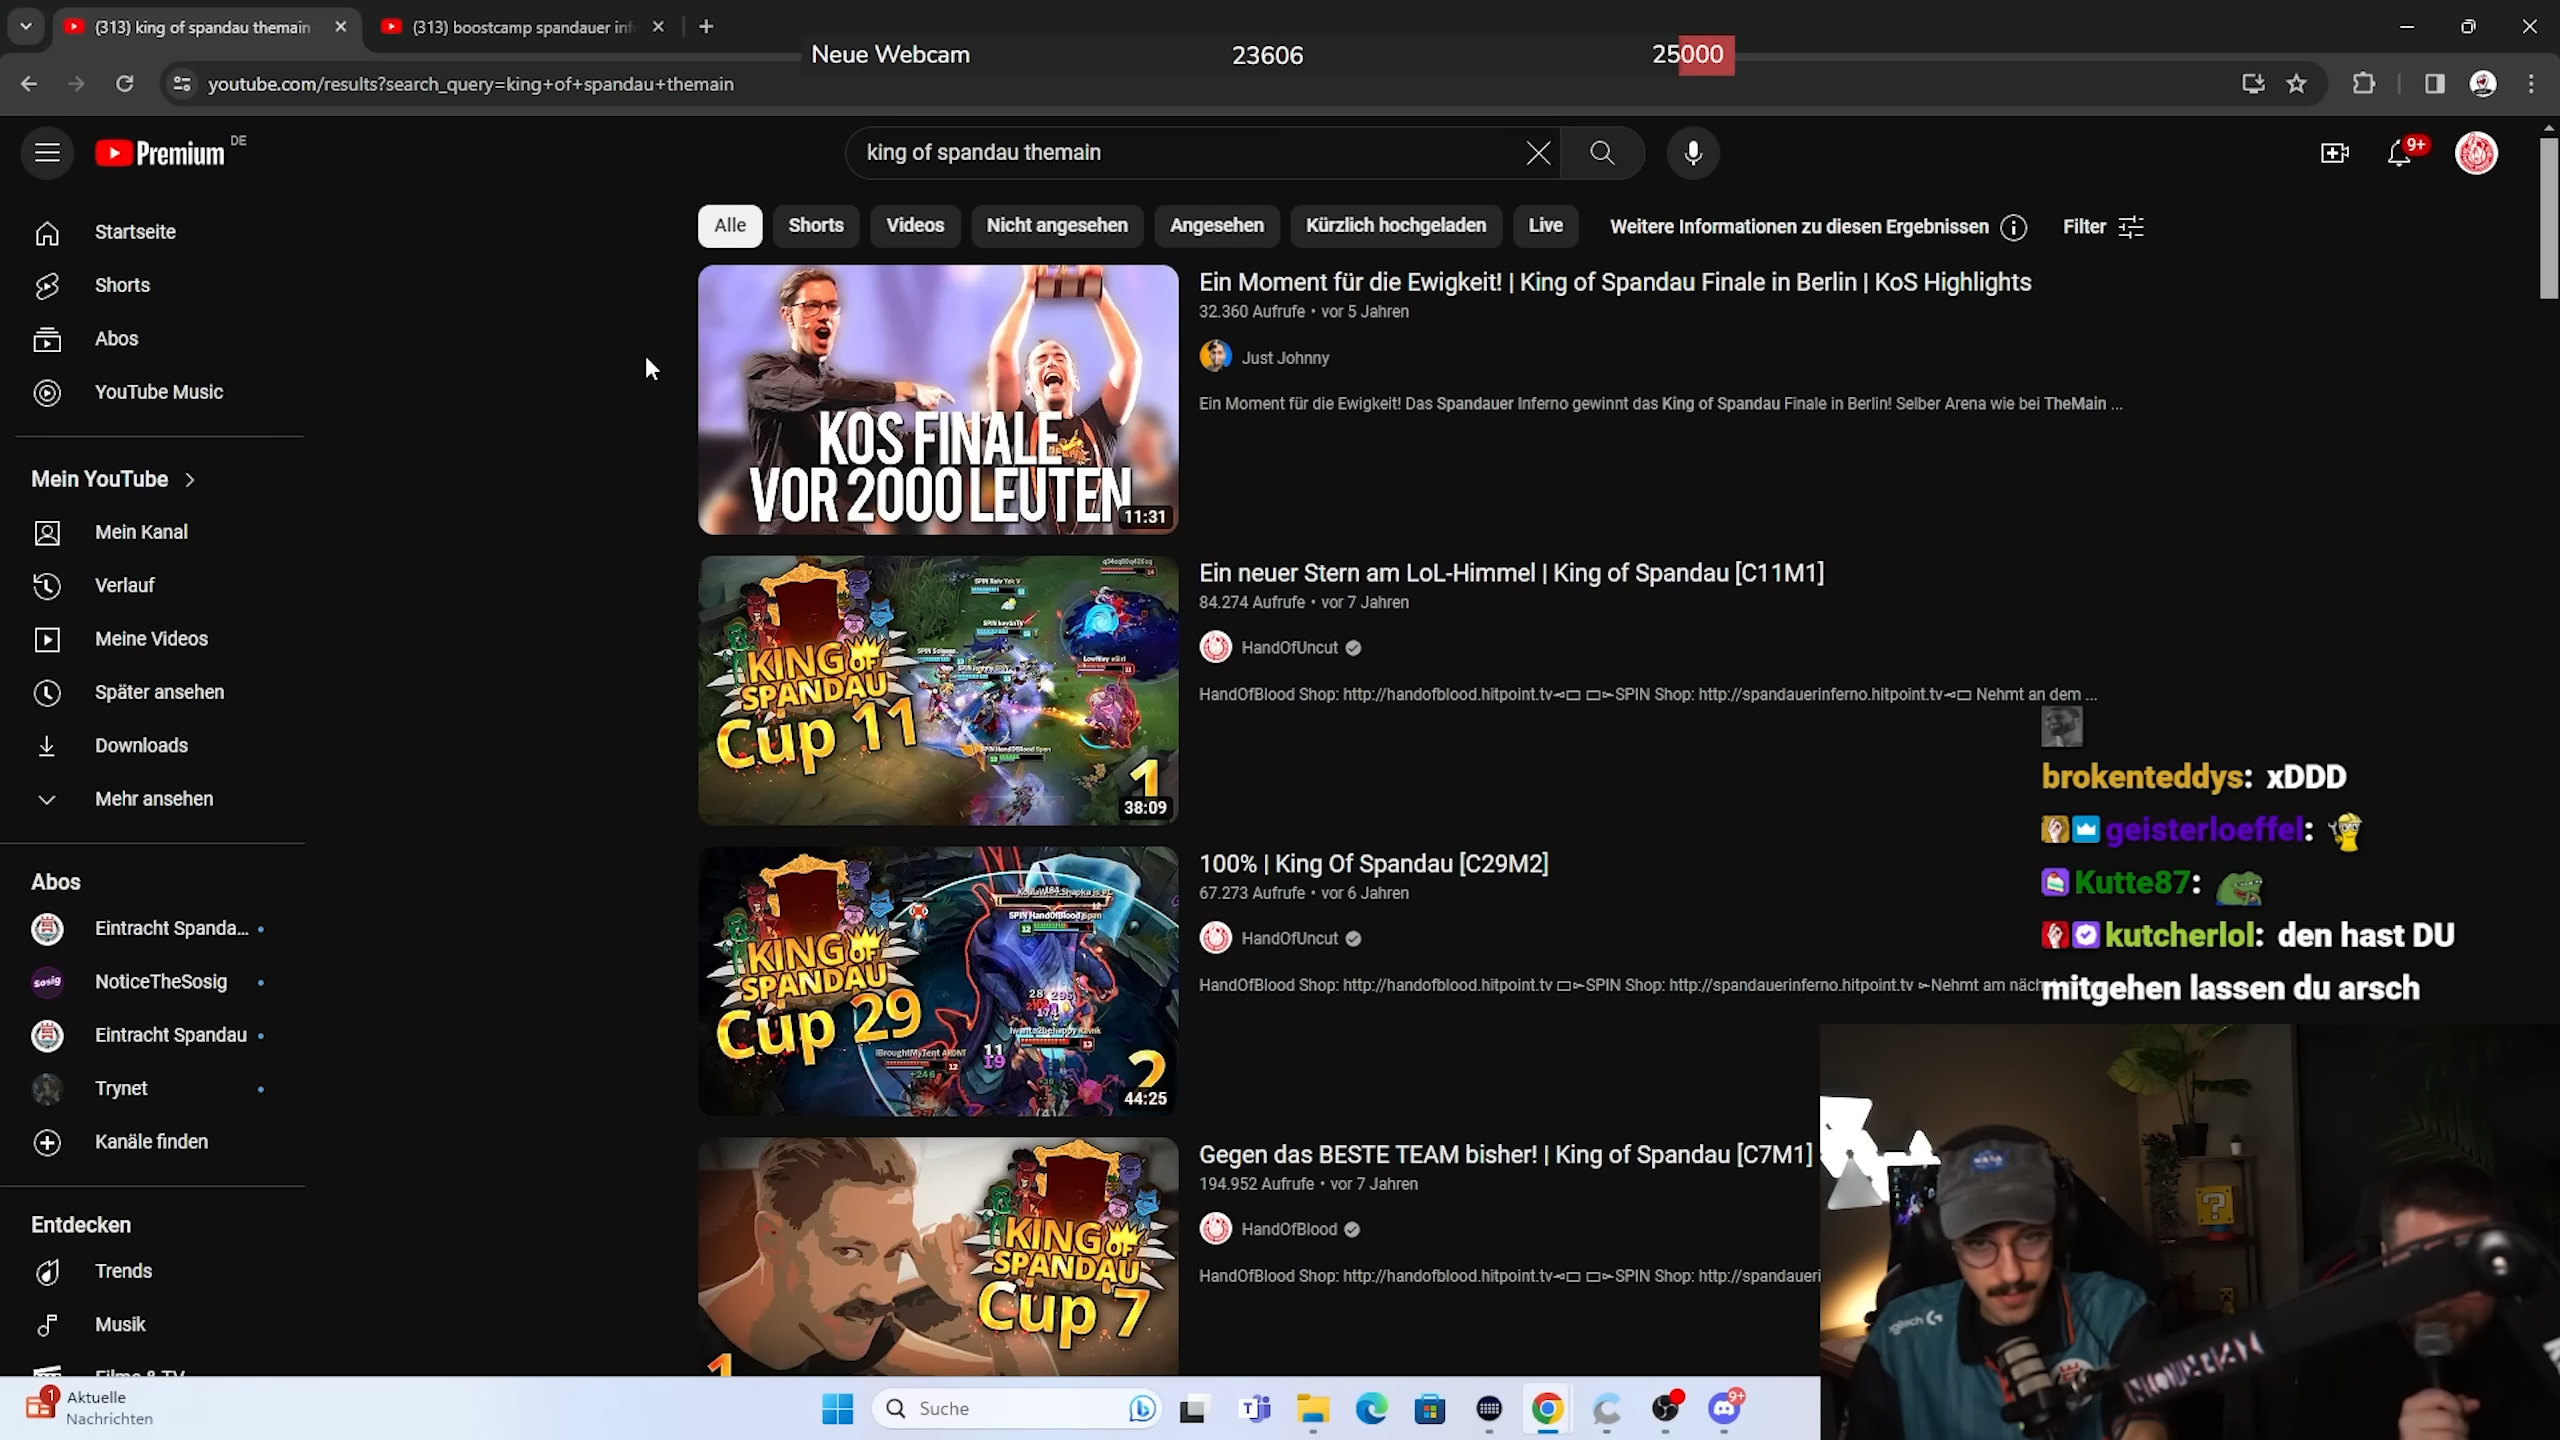 (313) king of spandau themain
(313) boostcamp spandauer inf
Neue Webcam 23606 25000
youtube.com/results?search_query=king+of+spandau+themain
Premium DE
king of spandau themain
9+
Alle Shorts Videos Nicht angesehen Angesehen Kürzlich hochgeladen Live Weitere Informationen zu diesen Ergebnissen Filter
Startseite
Shorts
Abos
YouTube Music
Mein YouTube
Mein Kanal
Verlauf
Meine Videos
Später ansehen
Downloads
Mehr ansehen
Abos
Eintracht Spanda...
NoticeTheSosig
Eintracht Spandau
Trynet
Kanäle finden
Entdecken
Trends
Musik
Filme & TV
KOS FINALE
VOR 2000 LEUTEN
11:31
Ein Moment für die Ewigkeit! | King of Spandau Finale in Berlin | KoS Highlights
32.360 Aufrufe • vor 5 Jahren
Just Johnny
Ein Moment für die Ewigkeit! Das Spandauer Inferno gewinnt das King of Spandau Finale in Berlin! Selber Arena wie bei TheMain ...
KING OF
SPANDAU
Cup 11
1
38:09
Ein neuer Stern am LoL-Himmel | King of Spandau [C11M1]
84.274 Aufrufe • vor 7 Jahren
HandOfUncut
HandOfBlood Shop: http://handofblood.hitpoint.tv SPIN Shop: http://spandauerinferno.hitpoint.tv Nehmt an dem ...
KING OF
SPANDAU
Cup 29
2
44:25
100% | King Of Spandau [C29M2]
67.273 Aufrufe • vor 6 Jahren
HandOfUncut
HandOfBlood Shop: http://handofblood.hitpoint.tv SPIN Shop: http://spandauerinferno.hitpoint.tv Nehmt am näch
KING OF
SPANDAU
Cup 7
1
Gegen das BESTE TEAM bisher! | King of Spandau [C7M1]
194.952 Aufrufe • vor 7 Jahren
HandOfBlood
HandOfBlood Shop: http://handofblood.hitpoint.tv SPIN Shop: http://spandaueri
brokenteddys: xDDD
geisterloeffel:
Kutte87:
kutcherlol: den hast DU
mitgehen lassen du arsch
1
Aktuelle
Nachrichten
Suche
9+